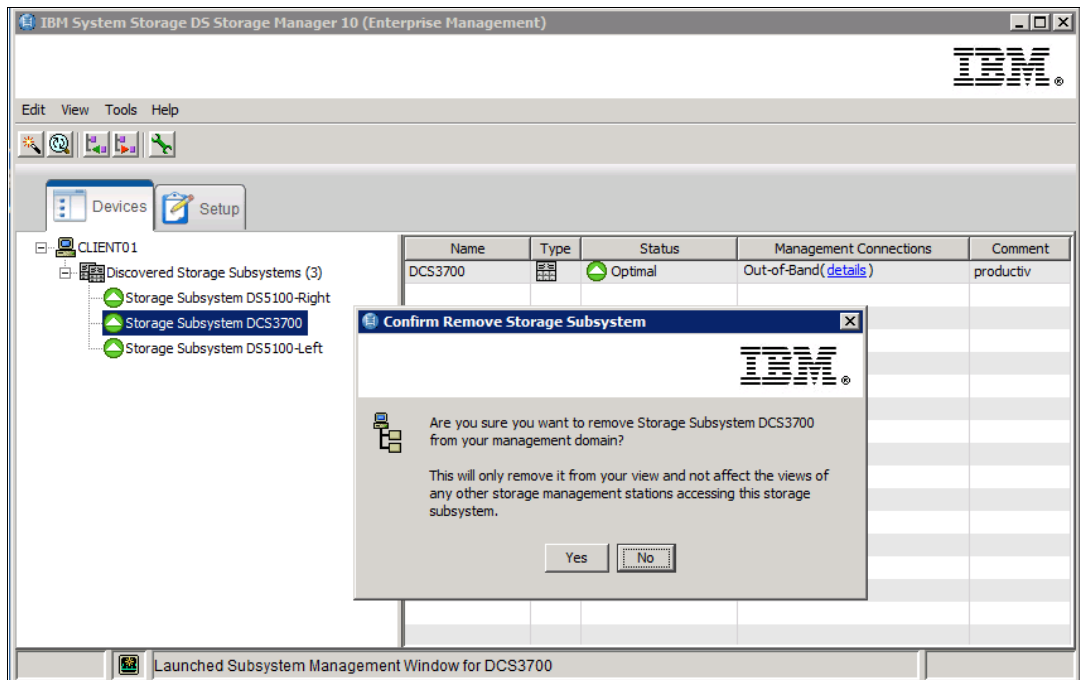 IBM System Storage DS Storage Manager 10 (Enterprise Management)
IBM®
Edit View Tools Help
Devices Setup
CLIENT01
Discovered Storage Subsystems (3)
Storage Subsystem DS5100-Right
Storage Subsystem DCS3700
Storage Subsystem DS5100-Left
Name Type Status Management Connections Comment
DCS3700 Optimal Out-of-Band(details) productiv
Confirm Remove Storage Subsystem
IBM®
Are you sure you want to remove Storage Subsystem DCS3700
from your management domain?
This will only remove it from your view and not affect the views of
any other storage management stations accessing this storage
subsystem.
Yes No
Launched Subsystem Management Window for DCS3700